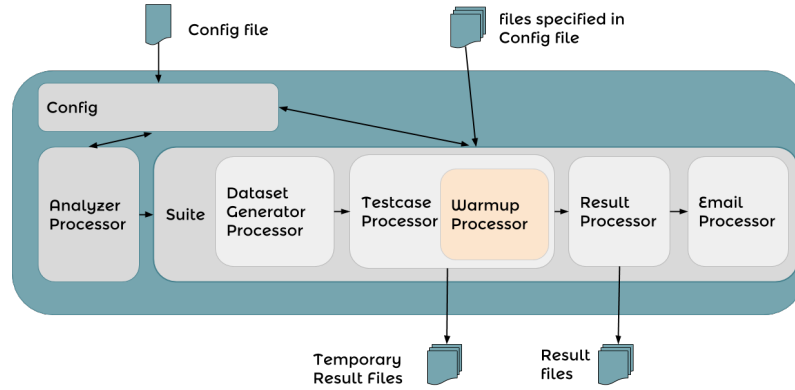 Config file
files specified in
Config file
Config
Analyzer
Processor
Suite
Dataset
Generator
Processor
Testcase
Processor
Warmup
Processor
Result
Processor
Email
Processor
Temporary
Result Files
Result
files